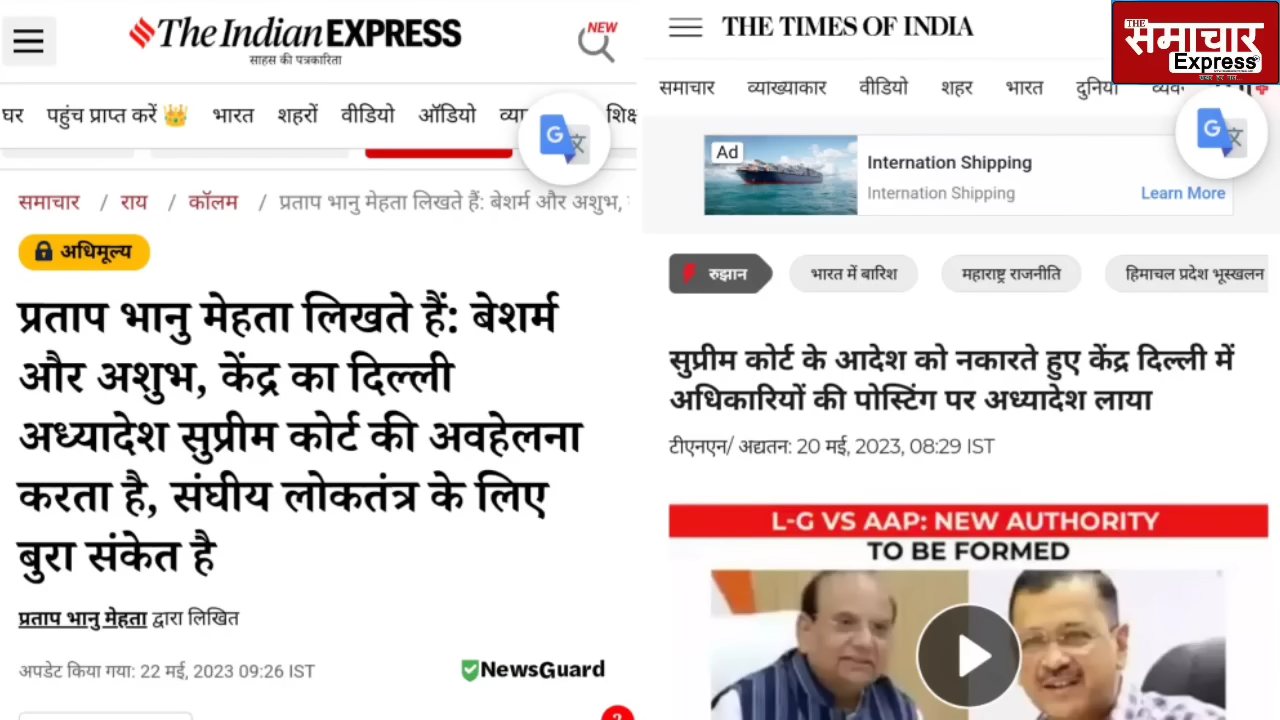 The Indian EXPRESS
साहस की पत्रकारिता
NEW
घर पहुंच प्राप्त करें भारत शहरों वीडियो ऑडियो
समाचार / राय / कॉलम / प्रताप भानु मेहता लिखते हैं: बेशर्म और अशुभ,
अधिमूल्य
प्रताप भानु मेहता लिखते हैं: बेशर्म
और अशुभ, केंद्र का दिल्ली
अध्यादेश सुप्रीम कोर्ट की अवहेलना
करता है, संघीय लोकतंत्र के लिए
बुरा संकेत है
प्रताप भानु मेहता द्वारा लिखित
अपडेट किया गया: 22 मई, 2023 09:26 IST
NewsGuard
THE TIMES OF INDIA
THE
समाचार
Express
समाचार व्याख्याकार वीडियो शहर भारत दुनिया
Ad
Internation Shipping
Internation Shipping
Learn More
रुझान भारत में बारिश महाराष्ट्र राजनीति हिमाचल प्रदेश भूस्खलन
सुप्रीम कोर्ट के आदेश को नकारते हुए केंद्र दिल्ली में
अधिकारियों की पोस्टिंग पर अध्यादेश लाया
टीएनएन/ अद्यतन: 20 मई, 2023, 08:29 IST
L-G VS AAP: NEW AUTHORITY
TO BE FORMED